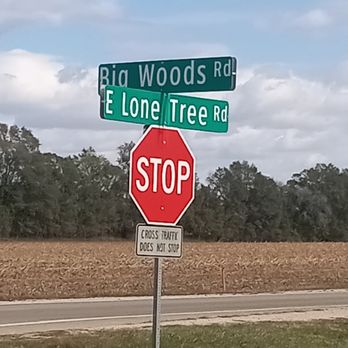 Big Woods Rd
E Lone Tree Rd
STOP
CROSS TRAFFIC
DOES NOT STOP